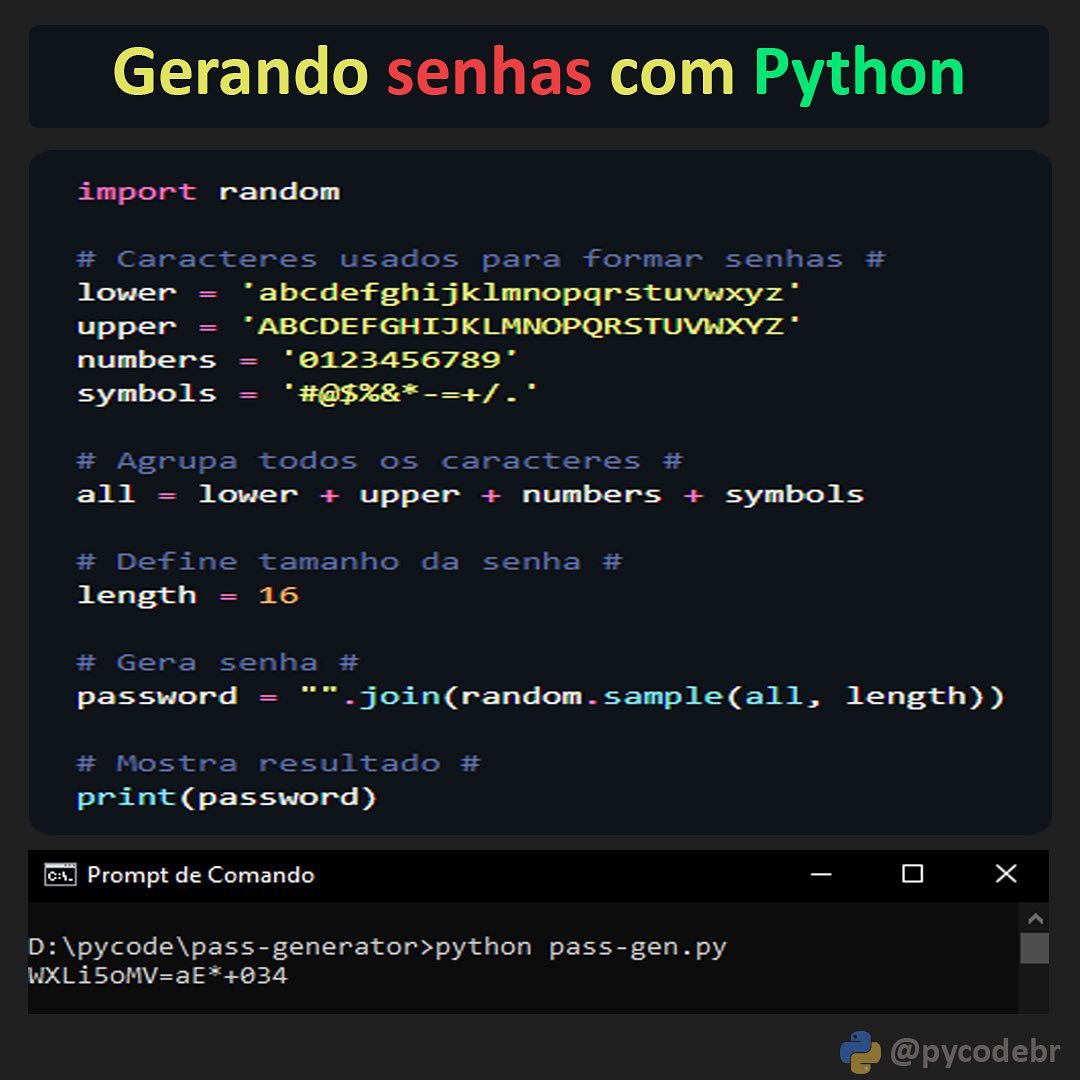 Gerando senhas com Python
import random
# Caracteres usados para formar senhas #
lower = 'abcdefghijklmnopqrstuvwxyz'
upper = 'ABCDEFGHIJKLMNOPQRSTUVWXYZ'
numbers = '0123456789'
symbols = '#@$%&*-=+/.'
# Agrupa todos os caracteres #
all = lower + upper + numbers + symbols
# Define tamanho da senha #
length = 16
# Gera senha #
password = "".join(random.sample(all, length))
# Mostra resultado #
print(password)
C:\. Prompt de Comando
D:\pycode\pass-generator>python pass-gen.py
WXLi5oMV=aE*+034
@pycodebr